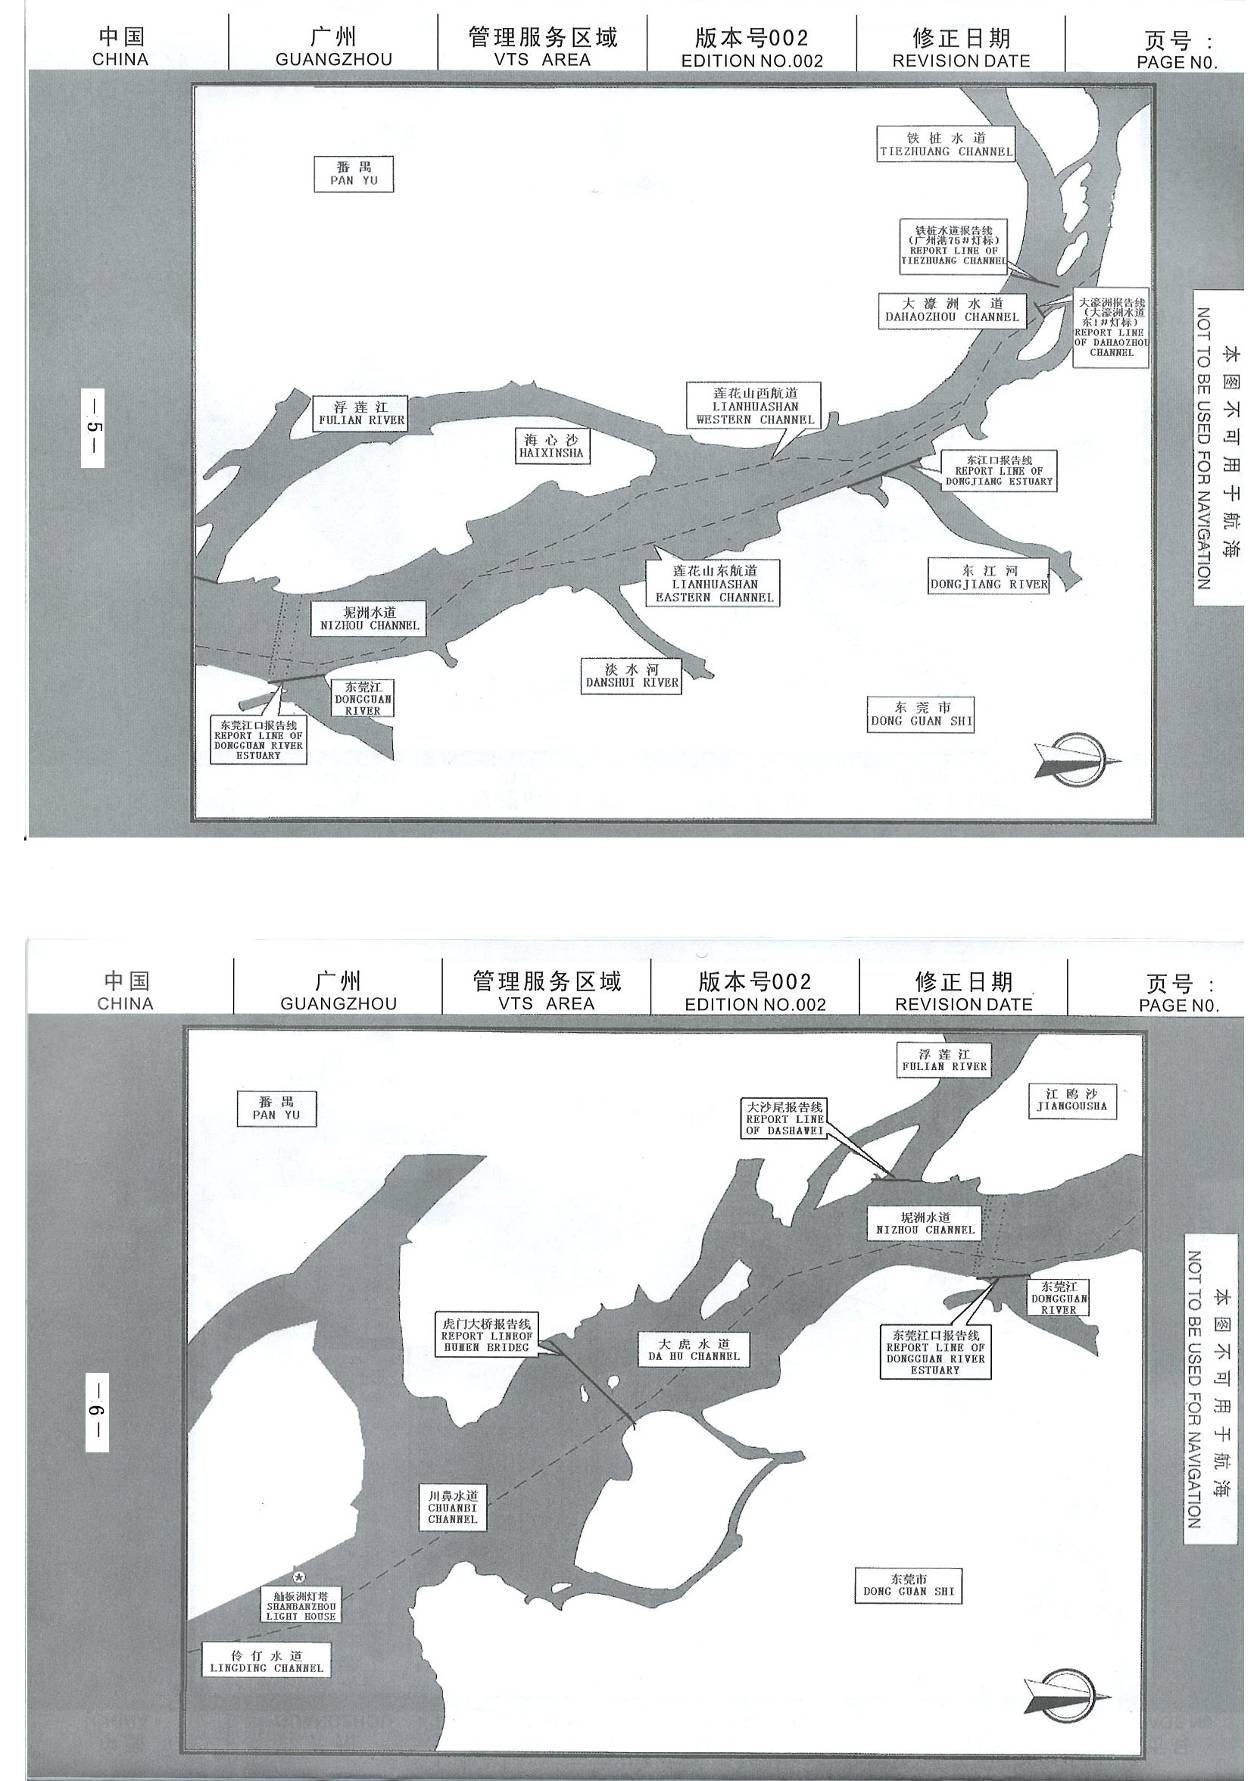 中国
CHINA
广州
GUANGZHOU
管理服务区域
VTS AREA
版本号002
EDITION NO.002
修正日期
REVISION DATE
页号：
PAGE N0.
番禺
PAN YU
铁桩水道
TIEZHUANG CHANNEL
铁桩水道报告线
(广州港75#灯标)
REPORT LINE OF
TIEZHUANG CHANNEL
大濠洲水道
DAHAOZHOU CHANNEL
大濠洲报告线
(大濠洲水道
东1#灯标)
REPORT LINE
OF DAHAOZHOU
CHANNEL
浮莲江
FULIAN RIVER
海心沙
HAIXINSHA
莲花山西航道
LIANHUASHAN
WESTERN CHANNEL
东江口报告线
REPORT LINE OF
DONGJIANG ESTUARY
莲花山东航道
LIANHUASHAN
EASTERN CHANNEL
东江河
DONGJIANG RIVER
坭洲水道
NIZHOU CHANNEL
淡水河
DANSHUI RIVER
东莞江
DONGGUAN
RIVER
东莞江口报告线
REPORT LINE OF
DONGGUAN RIVER
ESTUARY
东莞市
DONG GUAN SHI
—5—
本图不可用于航海
NOT TO BE USED FOR NAVIGATION
中国
CHINA
广州
GUANGZHOU
管理服务区域
VTS AREA
版本号002
EDITION NO.002
修正日期
REVISION DATE
页号：
PAGE N0.
番禺
PAN YU
浮莲江
FULIAN RIVER
江鸥沙
JIANGOUSHA
大沙尾报告线
REPORT LINE
OF DASHAWEI
坭洲水道
NIZHOU CHANNEL
东莞江
DONGGUAN
RIVER
虎门大桥报告线
REPORT LINEOF
HUMEN BRIDEG
大虎水道
DA HU CHANNEL
东莞江口报告线
REPORT LINE OF
DONGGUAN RIVER
ESTUARY
川鼻水道
CHUANBI
CHANNEL
舢板洲灯塔
SHANBANZHOU
LIGHT HOUSE
伶仃水道
LINGDING CHANNEL
东莞市
DONG GUAN SHI
—6—
本图不可用于航海
NOT TO BE USED FOR NAVIGATION